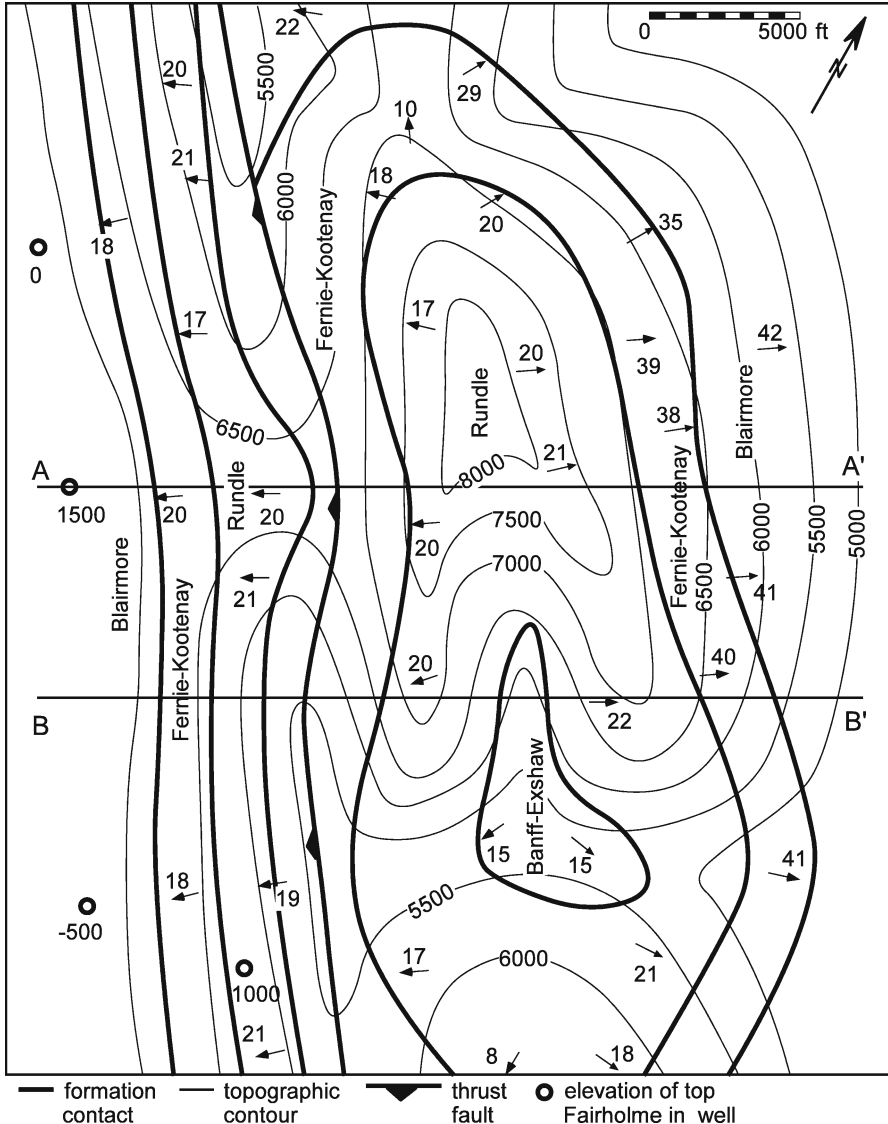 0 5000 ft
N
22
20
5500
29
10
21
6000
18
20
35
18
Fernie-Kootenay
0
17
17
20
39
42
Rundle
38
Blairmore
6500
21
8000
A
A'
Rundle
Fernie-Kootenay
1500
20
20
20
7500
6000
5500
5000
Blairmore
21
7000
6500
41
Fernie-Kootenay
20
40
B
22
B'
Banff-Exshaw
15
15
41
18
19
5500
-500
17
6000
21
1000
21
8
18
formation contact
topographic contour
thrust fault
elevation of top Fairholme in well